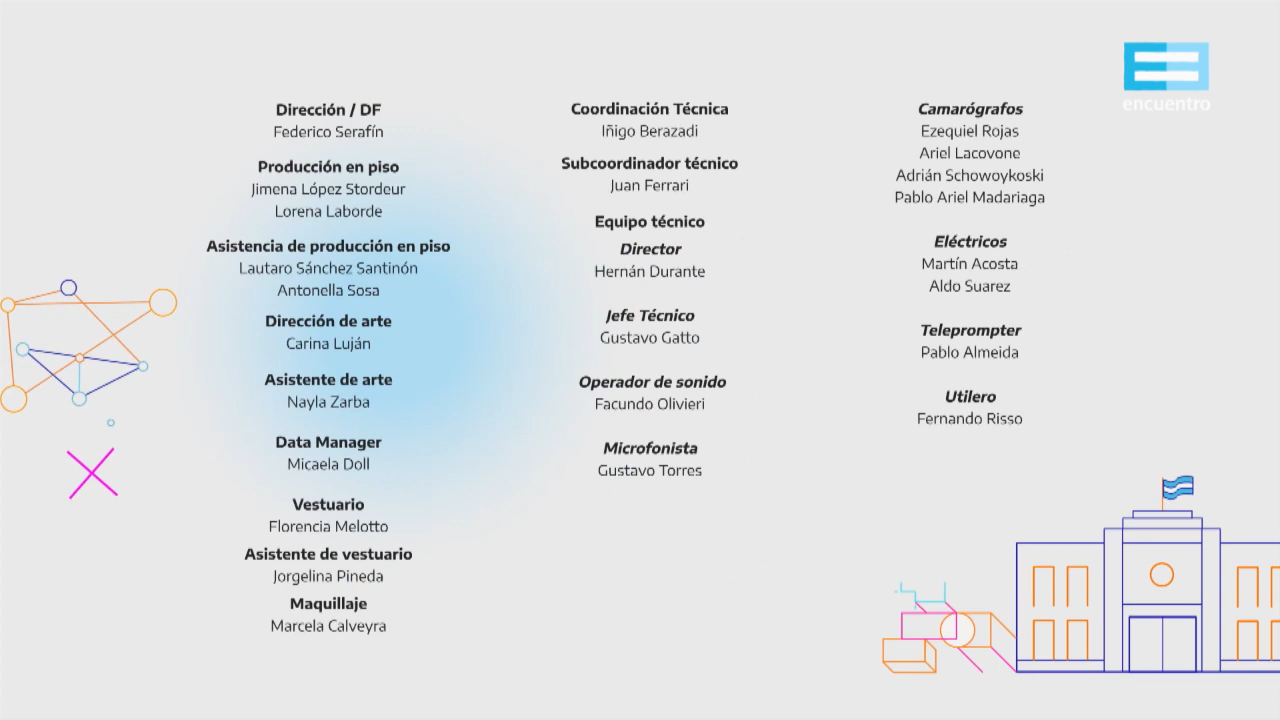 encuentro
Dirección / DF
Federico Serafín
Producción en piso
Jimena López Stordeur
Lorena Laborde
Asistencia de producción en piso
Lautaro Sánchez Santinón
Antonella Sosa
Dirección de arte
Carina Luján
Asistente de arte
Nayla Zarba
Data Manager
Micaela Doll
Vestuario
Florencia Melotto
Asistente de vestuario
Jorgelina Pineda
Maquillaje
Marcela Calveyra
Coordinación Técnica
Iñigo Berazadi
Subcoordinador técnico
Juan Ferrari
Equipo técnico
Director
Hernán Durante
Jefe Técnico
Gustavo Gatto
Operador de sonido
Facundo Olivieri
Microfonista
Gustavo Torres
Camarógrafos
Ezequiel Rojas
Ariel Lacovone
Adrián Schowoykoski
Pablo Ariel Madariaga
Eléctricos
Martín Acosta
Aldo Suarez
Teleprompter
Pablo Almeida
Utilero
Fernando Risso